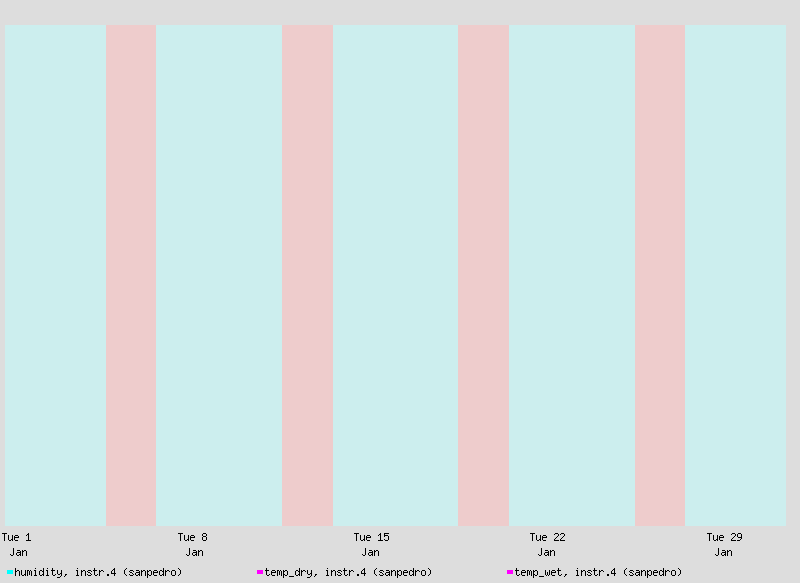 Tue 1 Tue 8 Tue 15 Tue 22 Tue 29
Jan Jan Jan Jan Jan
humidity, instr.4 (sanpedro) temp_dry, instr.4 (sanpedro) temp_wet, instr.4 (sanpedro)